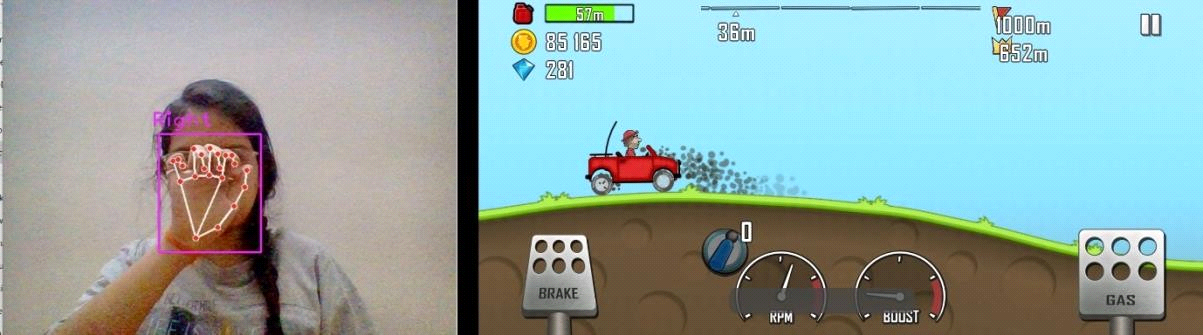 Right
57m
85 165
281
36m
1000m
652m
0
BRAKE
RPM
BOOST
GAS